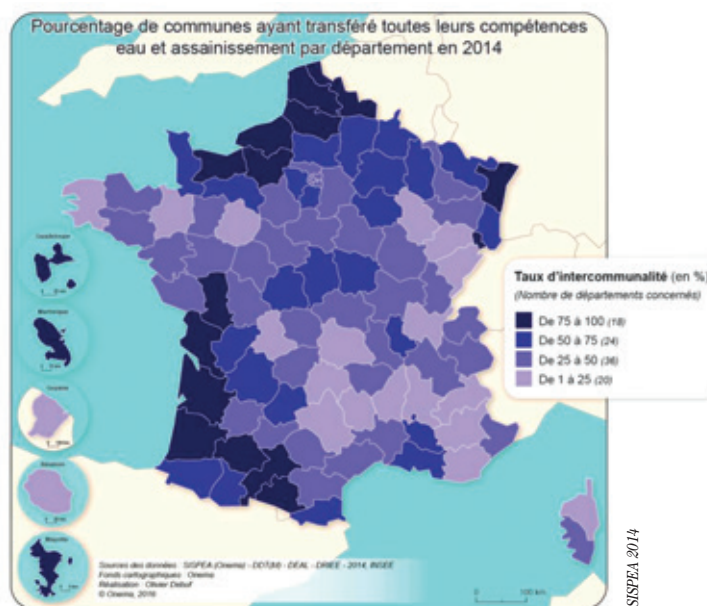 Pourcentage de communes ayant transféré toutes leurs compétences
eau et assainissement par département en 2014
Guadeloupe
Martinique
Guyane
Réunion
Mayotte
Taux d'intercommunalité (en %)
(Nombre de départements concernés)
De 75 à 100 (18)
De 50 à 75 (24)
De 25 à 50 (36)
De 1 à 25 (20)
Sources des données : SISPEA (Onema) - DDT(M) - DEAL - DRIEE - 2014, INSEE
Fonds cartographiques : Onema
Réalisation : Olivier Debuf
© Onema, 2016
0 100 km
SISPEA 2014